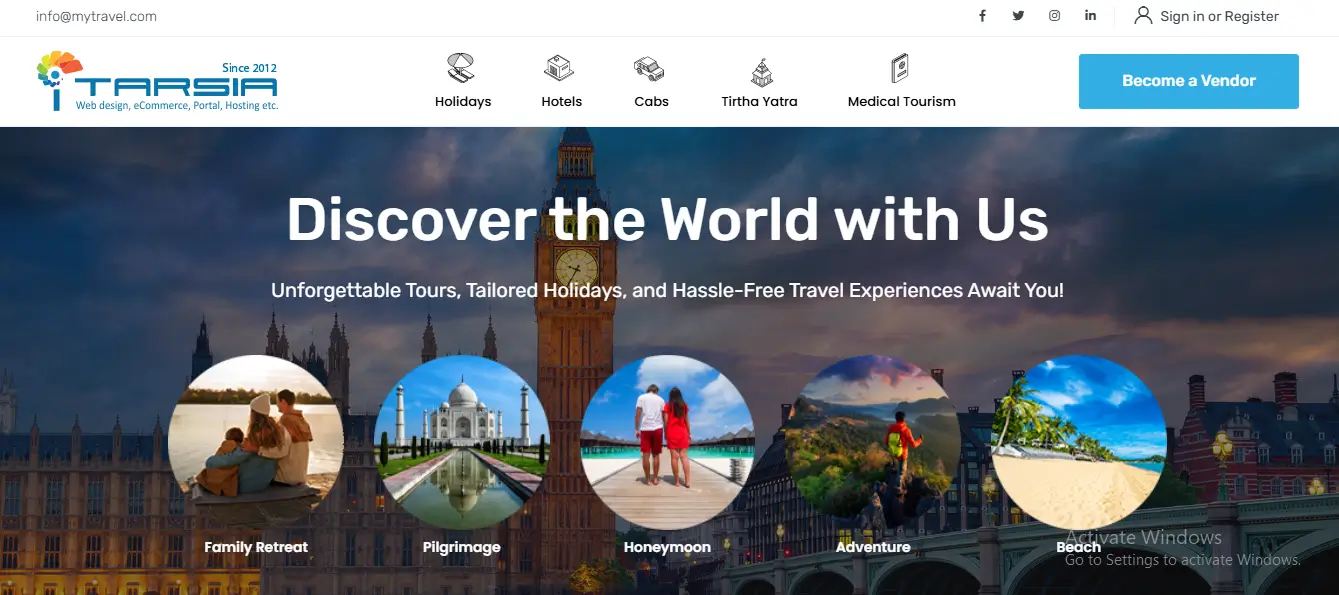 info@mytravel.com
Sign in or Register
Since 2012
iTARSIA
Web design, eCommerce, Portal, Hosting etc.
Holidays
Hotels
Cabs
Tirtha Yatra
Medical Tourism
Become a Vendor
Discover the World with Us
Unforgettable Tours, Tailored Holidays, and Hassle-Free Travel Experiences Await You!
Family Retreat
Pilgrimage
Honeymoon
Adventure
Beach
Activate Windows
Go to Settings to activate Windows.